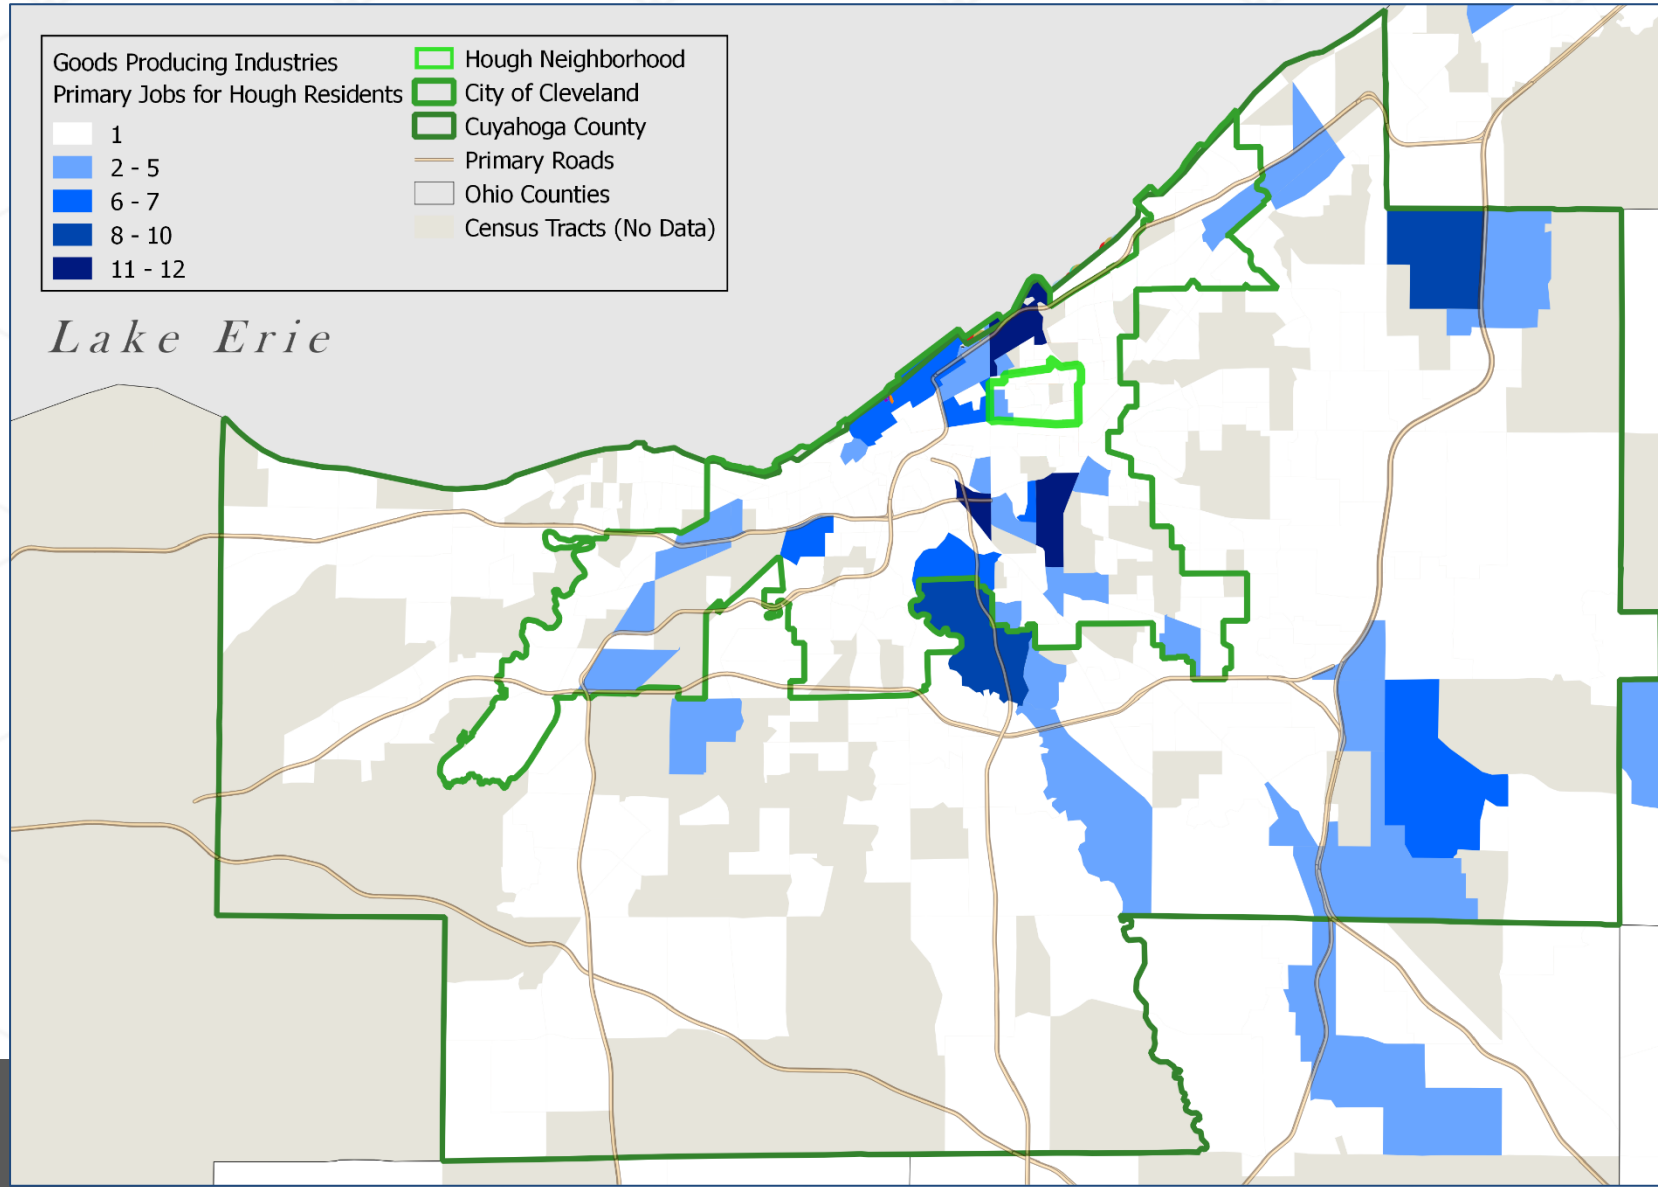 Goods Producing Industries
Primary Jobs for Hough Residents
1
2 - 5
6 - 7
8 - 10
11 - 12
Hough Neighborhood
City of Cleveland
Cuyahoga County
Primary Roads
Ohio Counties
Census Tracts (No Data)
Lake Erie